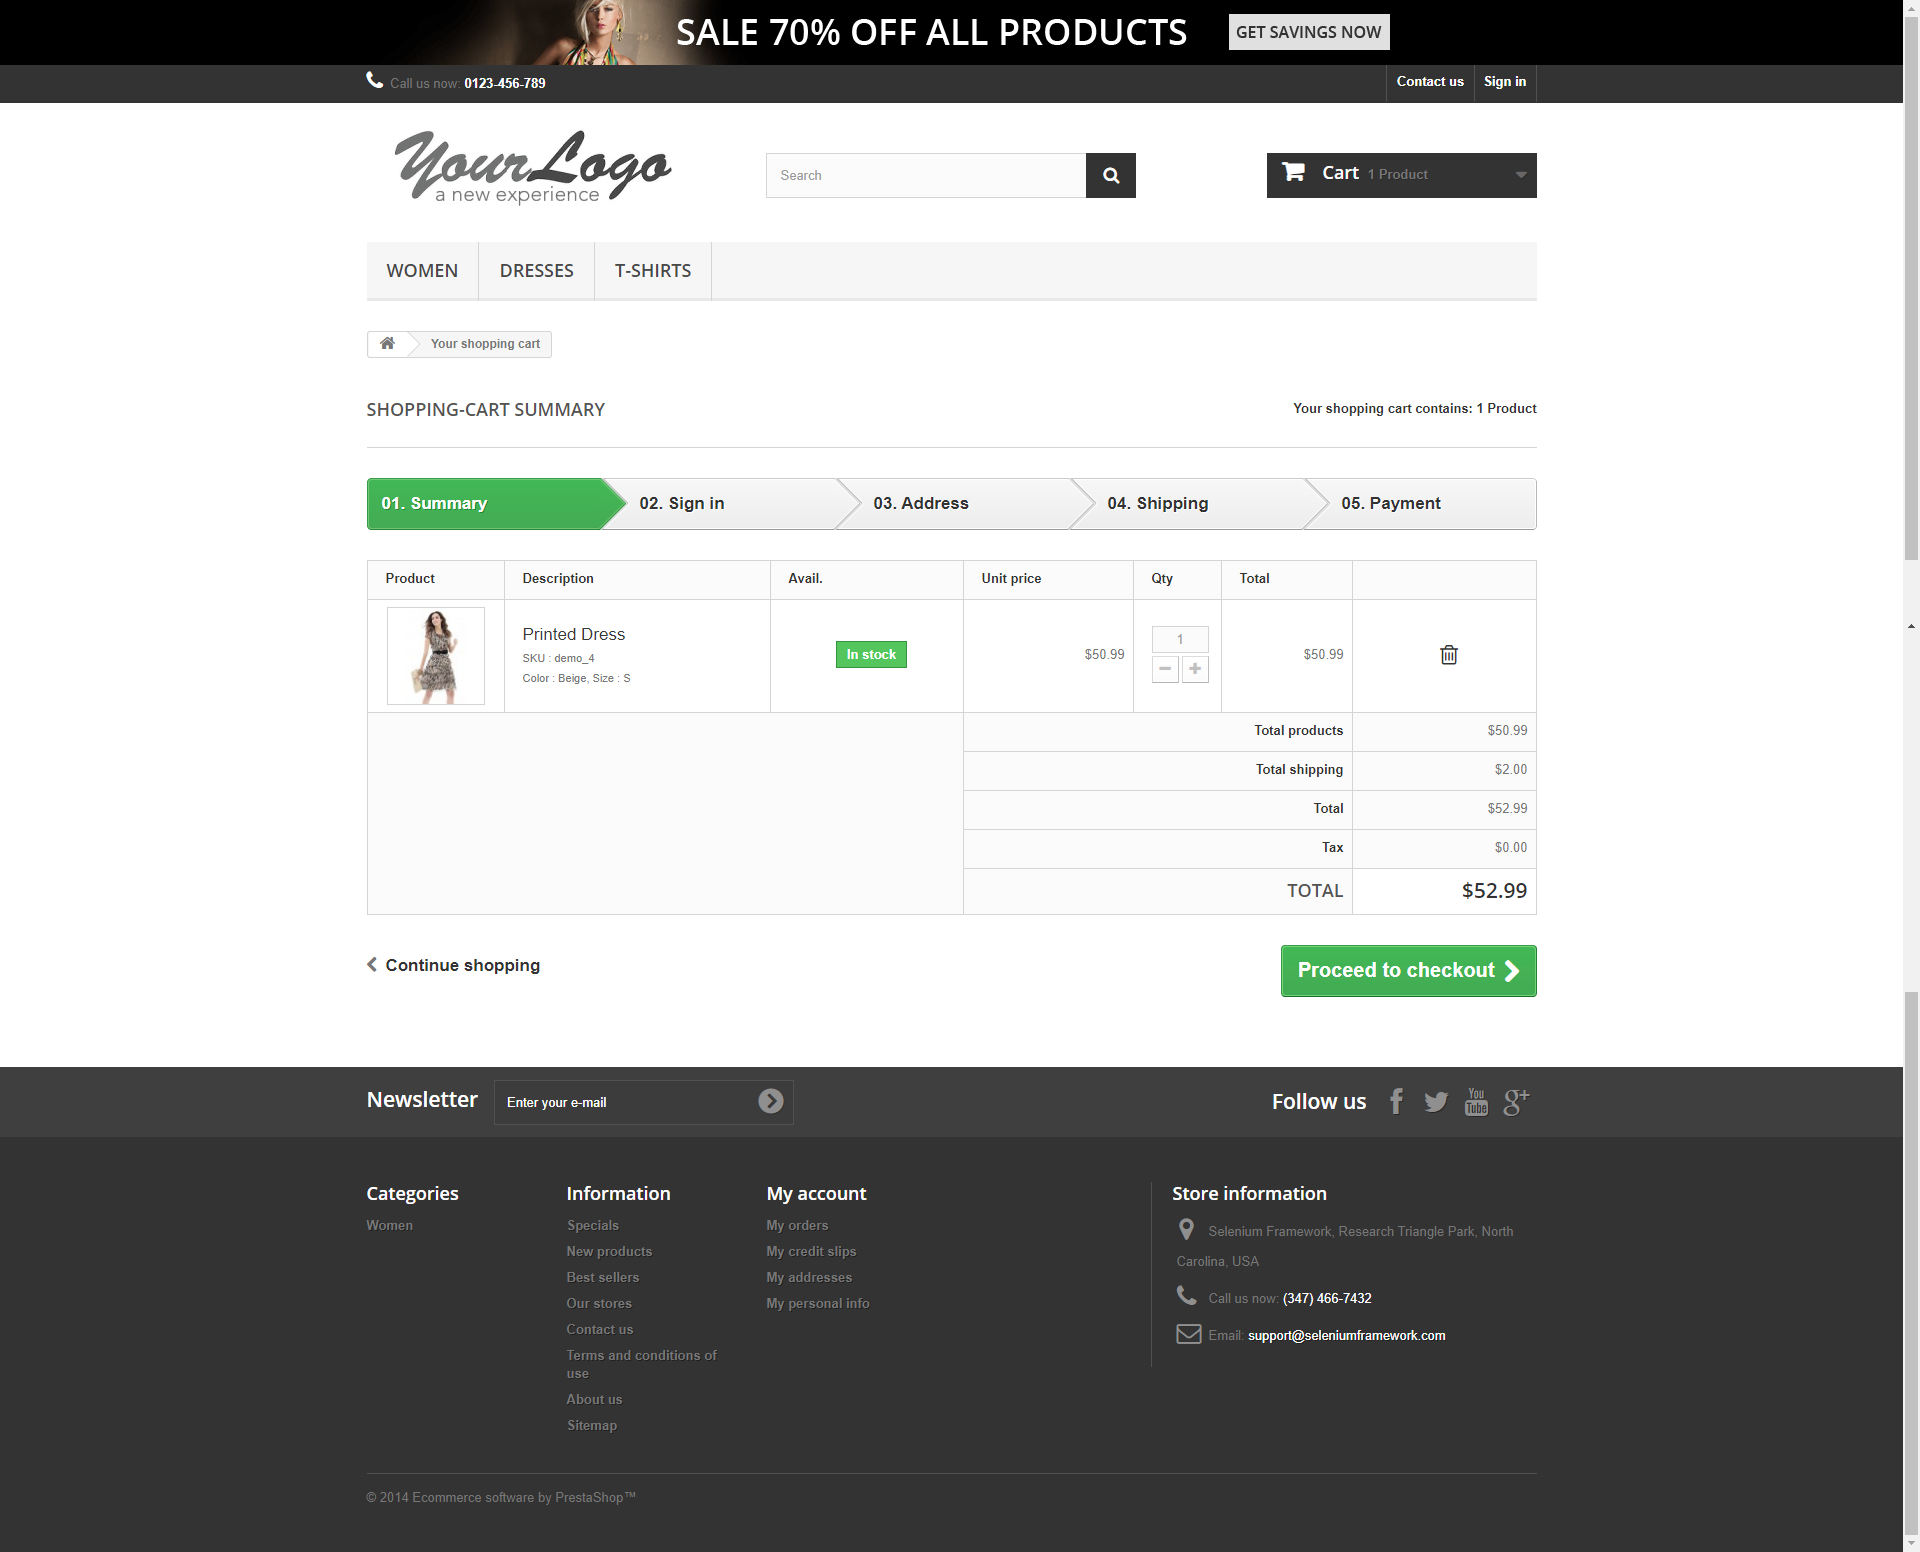 SALE 70% OFF ALL PRODUCTS
GET SAVINGS NOW
Call us now: 0123-456-789
Contact us
Sign in
YourLogo
a new experience
Search
Cart 1 Product
WOMEN
DRESSES
T-SHIRTS
Your shopping cart
SHOPPING-CART SUMMARY
Your shopping cart contains: 1 Product
01. Summary
02. Sign in
03. Address
04. Shipping
05. Payment
Product
Description
Avail.
Unit price
Qty
Total
Printed Dress
SKU : demo_4
Color : Beige, Size : S
In stock
$50.99
1
$50.99
Total products
$50.99
Total shipping
$2.00
Total
$52.99
Tax
$0.00
TOTAL
$52.99
Continue shopping
Proceed to checkout
Newsletter
Enter your e-mail
Follow us
You
Tube
g+
Categories
Women
Information
Specials
New products
Best sellers
Our stores
Contact us
Terms and conditions of
use
About us
Sitemap
My account
My orders
My credit slips
My addresses
My personal info
Store information
Selenium Framework, Research Triangle Park, North
Carolina, USA
Call us now: (347) 466-7432
Email: support@seleniumframework.com
© 2014 Ecommerce software by PrestaShop™